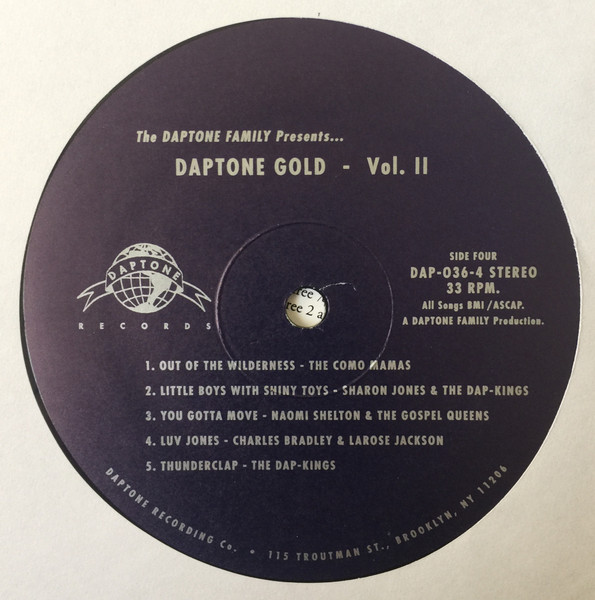 The DAPTONE FAMILY Presents...
DAPTONE GOLD - Vol. II
DAPTONE
RECORDS
SIDE FOUR
DAP-036-4 STEREO
33 RPM.
All Songs BMI /ASCAP.
A DAPTONE FAMILY Production.
ree 2 a
1. OUT OF THE WILDERNESS - THE COMO MAMAS
2. LITTLE BOYS WITH SHINY TOYS - SHARON JONES & THE DAP-KINGS
3. YOU GOTTA MOVE - NAOMI SHELTON & THE GOSPEL QUEENS
4. LUV JONES - CHARLES BRADLEY & LAROSE JACKSON
5. THUNDERCLAP - THE DAP-KINGS
DAPTONE RECORDING Co. • 115 TROUTMAN ST., BROOKLYN, NY 11206